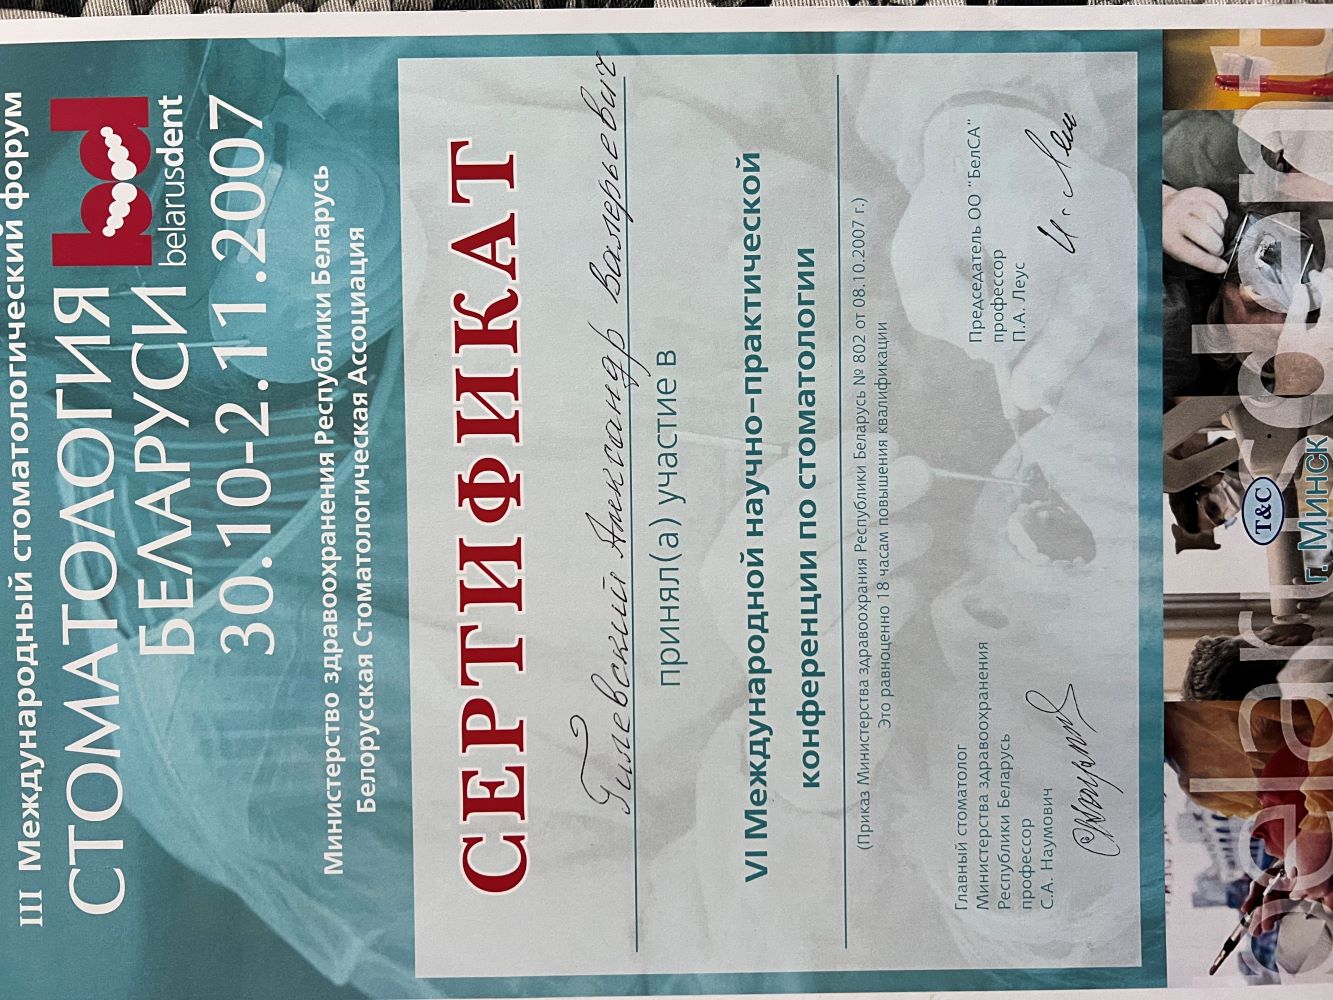 III Международный стоматологический форум
СТОМАТОЛОГИЯ
БЕЛАРУСИ
belarusdent
30.10-2.11.2007
Министерство здравоохранения Республики Беларусь
Белорусская Стоматологическая Ассоциация
СЕРТИФИКАТ
Гилевский Александр Валерьевич
принял(а) участие в
VI Международной научно-практической
конференции по стоматологии
(Приказ Министерства здравоохрания Республики Беларусь № 802 от 08.10.2007 г.)
Это равноценно 18 часам повышения квалификации
Главный стоматолог
Министерства здравоохранения
Республики Беларусь
профессор
С.А. Наумович
Председатель ОО "БелСА"
профессор
П.А. Леус
belarusdent
T&C
г. Минск